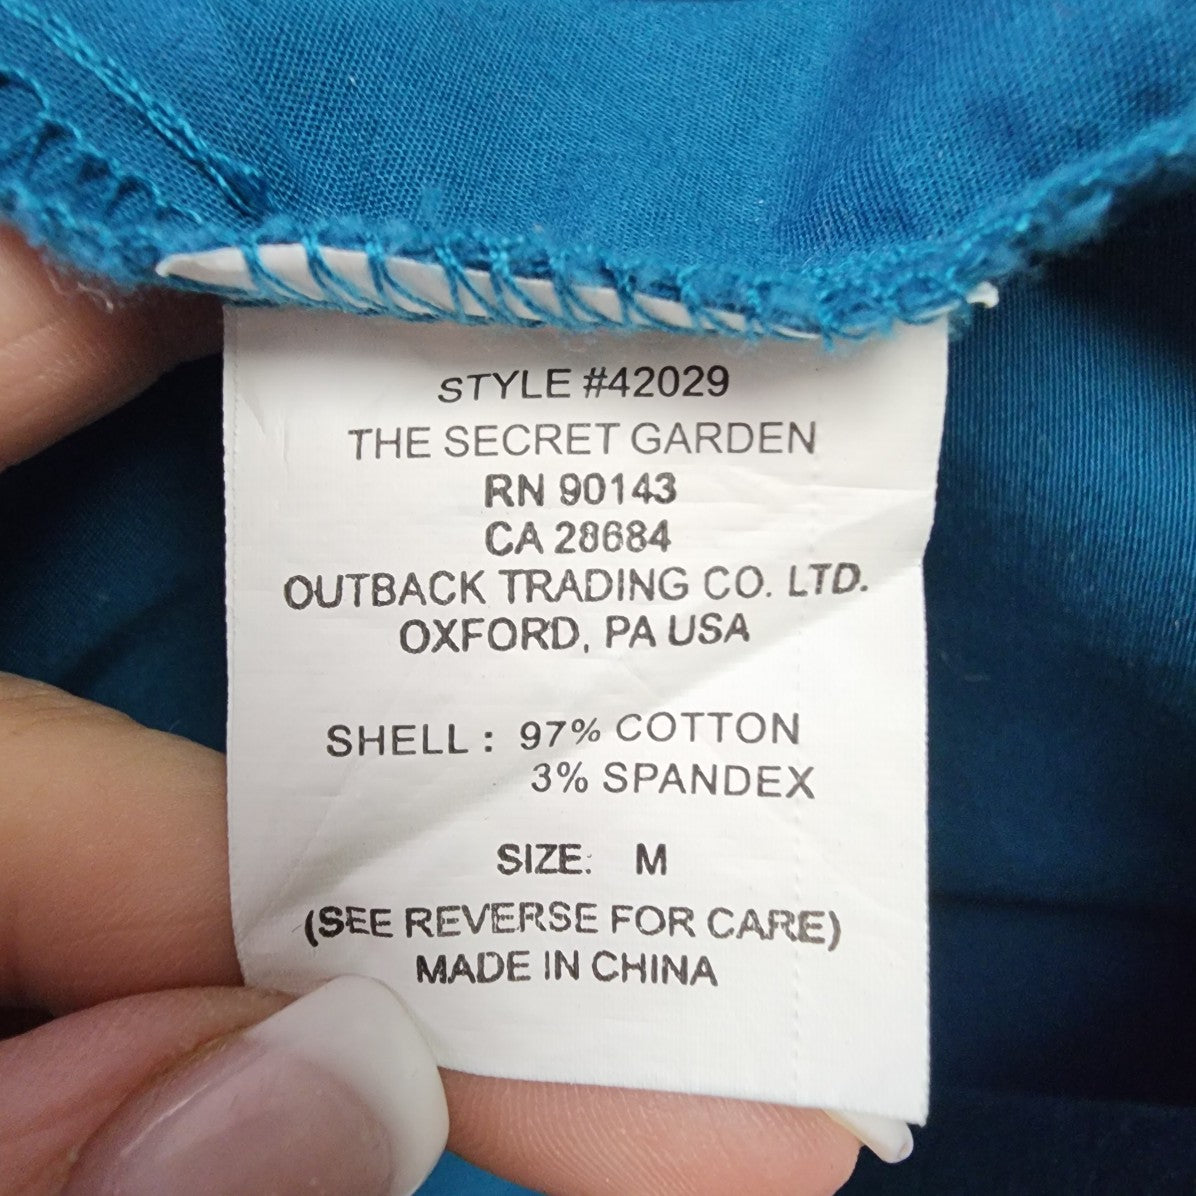 STYLE #42029
THE SECRET GARDEN
RN 90143
CA 28684
OUTBACK TRADING CO. LTD.
OXFORD, PA USA
SHELL : 97% COTTON
3% SPANDEX
SIZE: M
(SEE REVERSE FOR CARE)
MADE IN CHINA